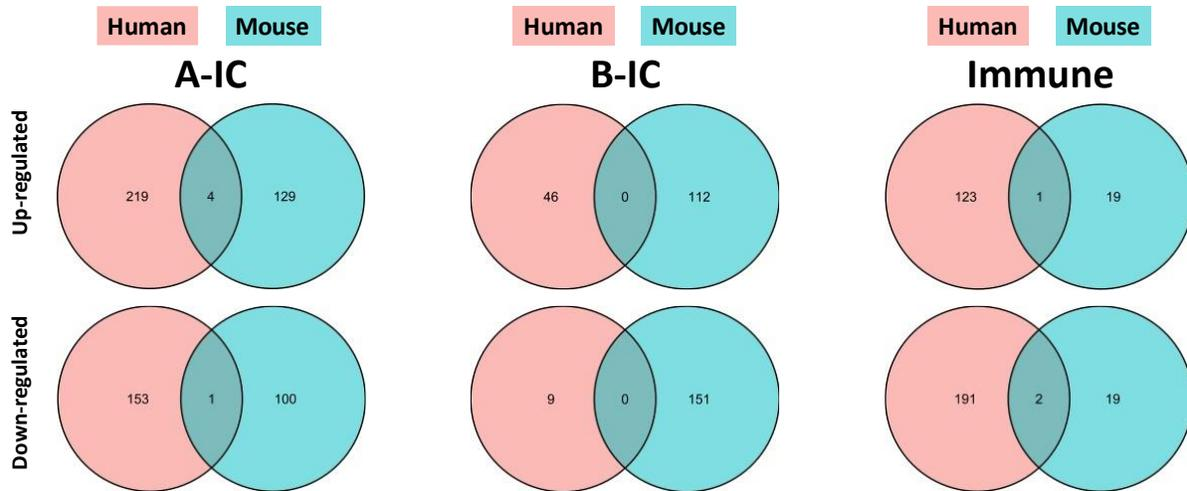 Human Mouse Human Mouse Human Mouse
A-IC B-IC Immune
Up-regulated
219 4 129 46 0 112 123 1 19
Down-regulated
153 1 100 9 0 151 191 2 19